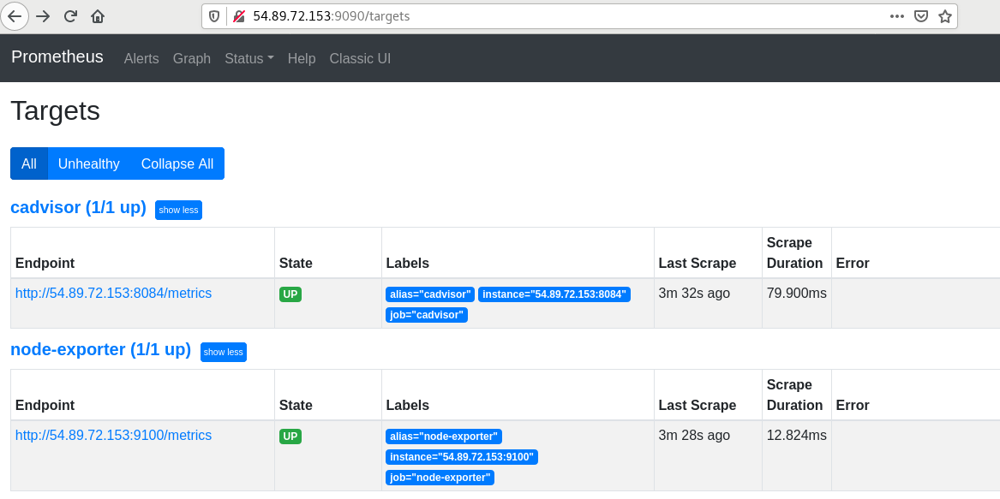 54.89.72.153:9090/targets
Prometheus Alerts Graph Status Help Classic UI
Targets
All Unhealthy Collapse All
cadvisor (1/1 up) show less
Endpoint State Labels Last Scrape Scrape Duration Error
http://54.89.72.153:8084/metrics UP alias="cadvisor" instance="54.89.72.153:8084" 3m 32s ago 79.900ms
job="cadvisor"
node-exporter (1/1 up) show less
Endpoint State Labels Last Scrape Scrape Duration Error
http://54.89.72.153:9100/metrics UP alias="node-exporter" 3m 28s ago 12.824ms
instance="54.89.72.153:9100"
job="node-exporter"